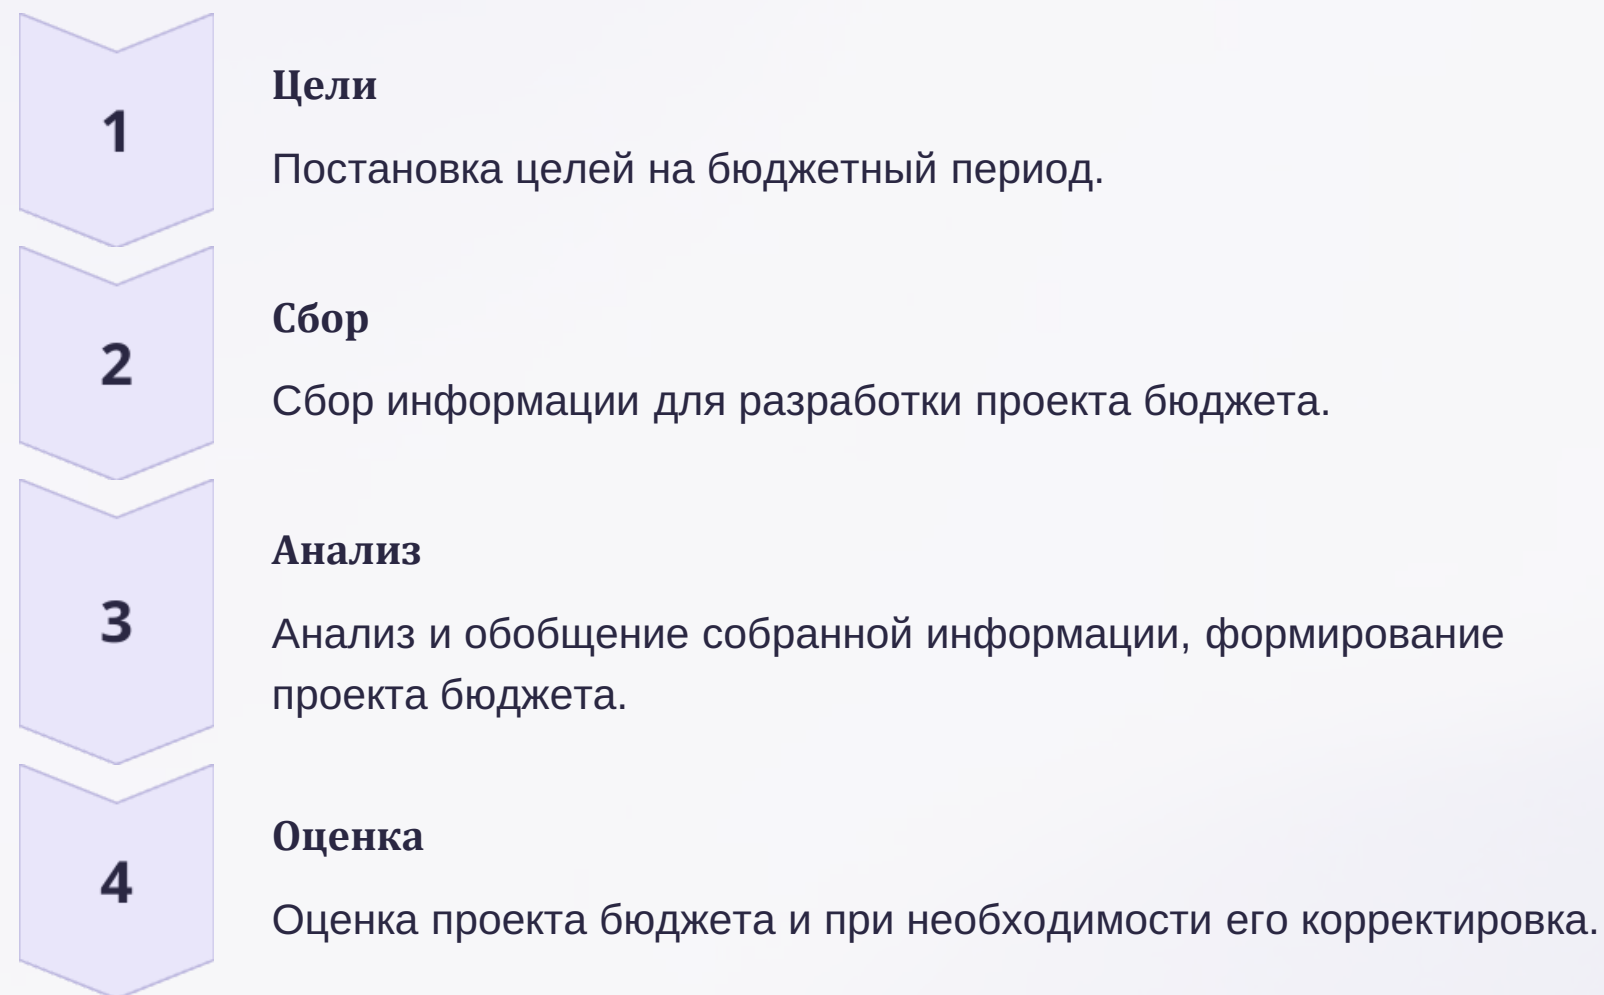 1
Цели
Постановка целей на бюджетный период.
2
Сбор
Сбор информации для разработки проекта бюджета.
3
Анализ
Анализ и обобщение собранной информации, формирование
проекта бюджета.
4
Оценка
Оценка проекта бюджета и при необходимости его корректировка.